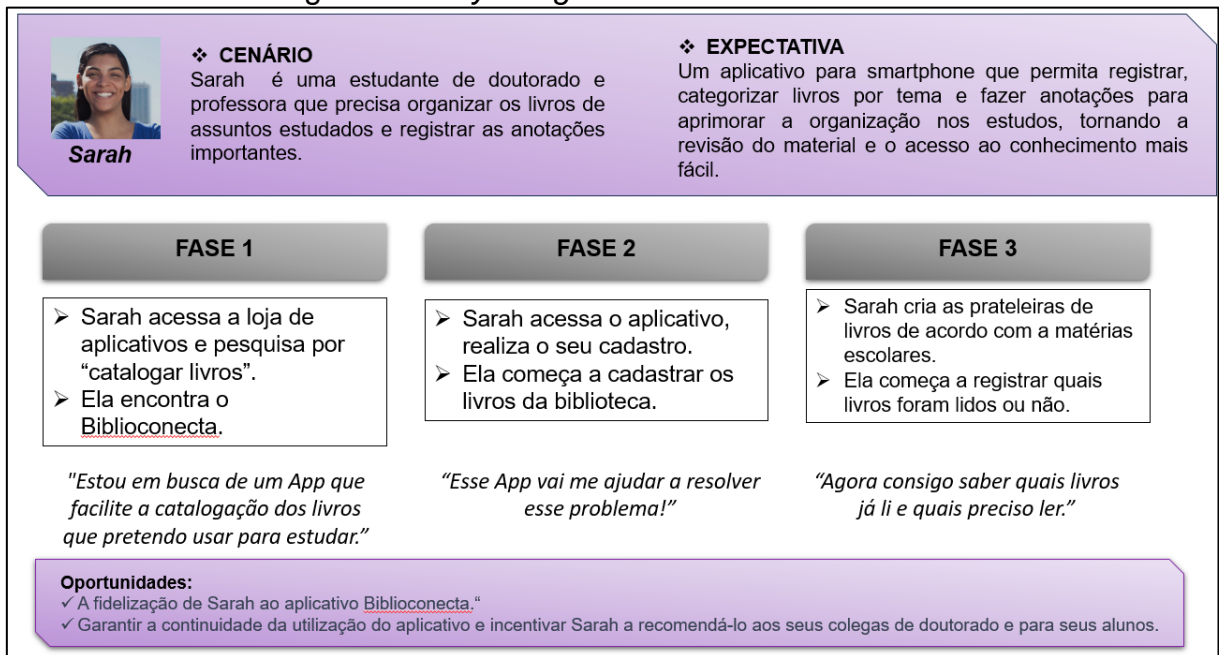 ❖ CENÁRIO
Sarah é uma estudante de doutorado e
professora que precisa organizar os livros de
assuntos estudados e registrar as anotações
importantes.
Sarah
❖ EXPECTATIVA
Um aplicativo para smartphone que permita registrar,
categorizar livros por tema e fazer anotações para
aprimorar a organização nos estudos, tornando a
revisão do material e o acesso ao conhecimento mais
fácil.
FASE 1
➢ Sarah acessa a loja de
aplicativos e pesquisa por
“catalogar livros”.
➢ Ela encontra o
Biblioconecta.
"Estou em busca de um App que
facilite a catalogação dos livros
que pretendo usar para estudar.”
FASE 2
➢ Sarah acessa o aplicativo,
realiza o seu cadastro.
➢ Ela começa a cadastrar os
livros da biblioteca.
“Esse App vai me ajudar a resolver
esse problema!”
FASE 3
➢ Sarah cria as prateleiras de
livros de acordo com a matérias
escolares.
➢ Ela começa a registrar quais
livros foram lidos ou não.
“Agora consigo saber quais livros
já li e quais preciso ler.”
Oportunidades:
✓ A fidelização de Sarah ao aplicativo Biblioconecta.“
✓ Garantir a continuidade da utilização do aplicativo e incentivar Sarah a recomendá-lo aos seus colegas de doutorado e para seus alunos.